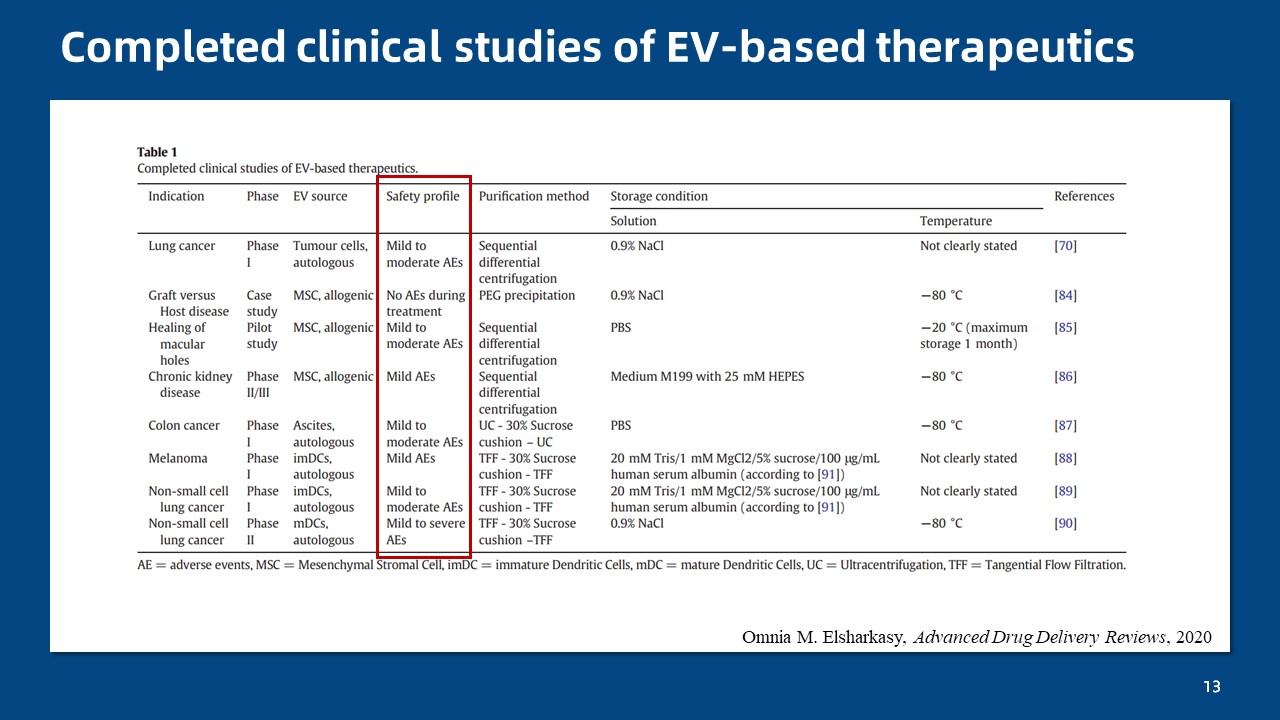 Completed clinical studies of EV-based therapeutics
Table 1
Completed clinical studies of EV-based therapeutics.
Indication Phase EV source Safety profile Purification method Storage condition References
Solution Temperature
Lung cancer Phase I Tumour cells, autologous Mild to moderate AEs Sequential differential centrifugation 0.9% NaCl Not clearly stated [70]
Graft versus Host disease Case study MSC, allogenic No AEs during treatment PEG precipitation 0.9% NaCl −80 °C [84]
Healing of macular holes Pilot study MSC, allogenic Mild to moderate AEs Sequential differential centrifugation PBS −20 °C (maximum storage 1 month) [85]
Chronic kidney disease Phase II/III MSC, allogenic Mild AEs Sequential differential centrifugation Medium M199 with 25 mM HEPES −80 °C [86]
Colon cancer Phase I Ascites, autologous Mild to moderate AEs UC - 30% Sucrose cushion – UC PBS −80 °C [87]
Melanoma Phase I imDCs, autologous Mild AEs TFF - 30% Sucrose cushion - TFF 20 mM Tris/1 mM MgCl2/5% sucrose/100 μg/mL human serum albumin (according to [91]) Not clearly stated [88]
Non-small cell lung cancer Phase I imDCs, autologous Mild to moderate AEs TFF - 30% Sucrose cushion - TFF 20 mM Tris/1 mM MgCl2/5% sucrose/100 μg/mL human serum albumin (according to [91]) Not clearly stated [89]
Non-small cell lung cancer Phase II mDCs, autologous Mild to severe AEs TFF - 30% Sucrose cushion –TFF 0.9% NaCl −80 °C [90]
AE = adverse events, MSC = Mesenchymal Stromal Cell, imDC = immature Dendritic Cells, mDC = mature Dendritic Cells, UC = Ultracentrifugation, TFF = Tangential Flow Filtration.
Omnia M. Elsharkasy, Advanced Drug Delivery Reviews, 2020
13